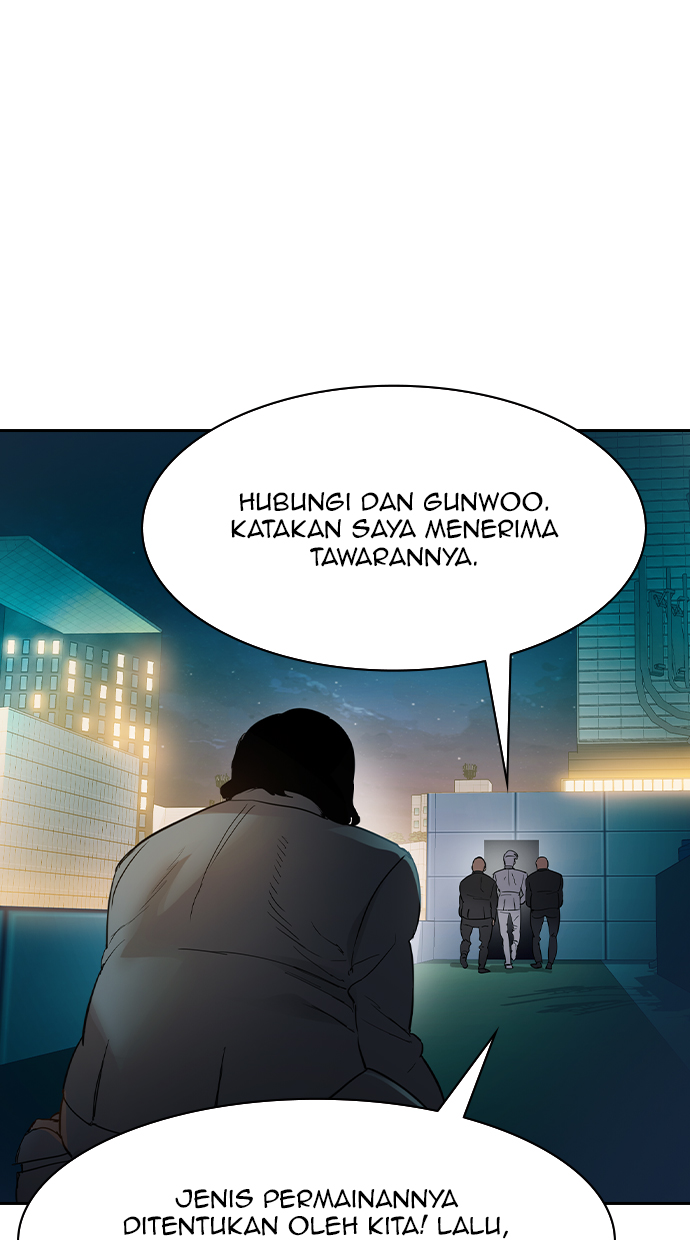 HUBUNGI DAN GUNWOO.
KATAKAN SAYA MENERIMA
TAWARANNYA.
JENIS PERMAINANNYA
DITENTUKAN OLEH KITA! LALU,